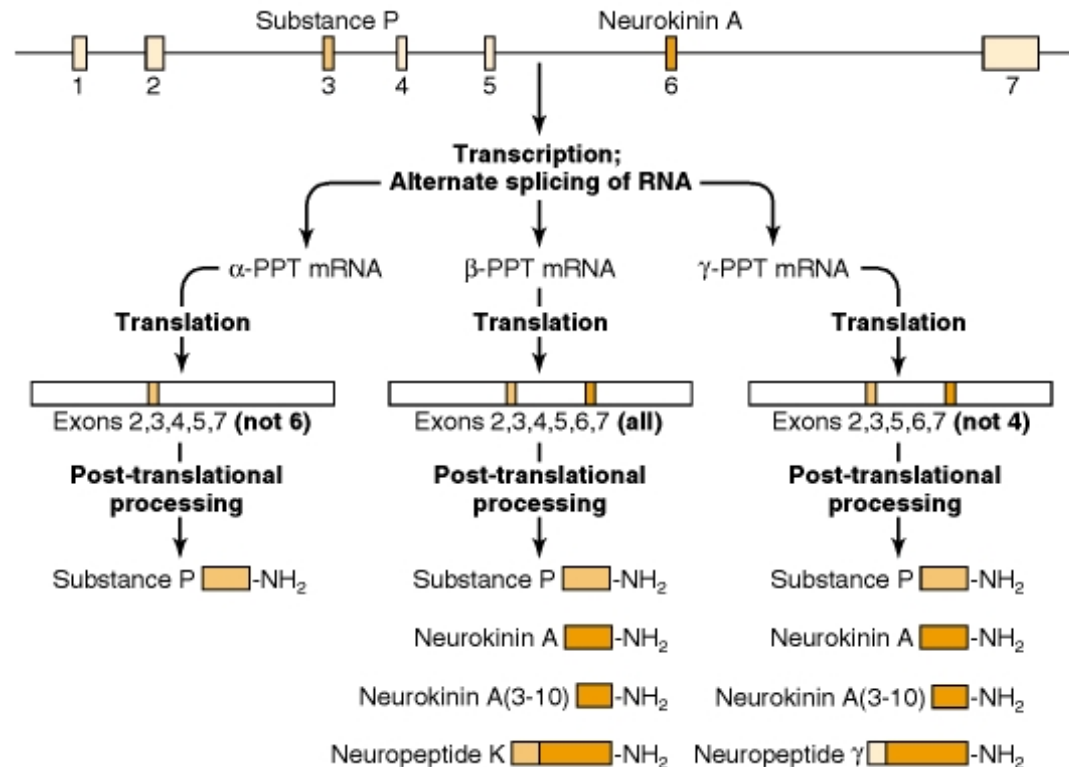 Substance P Neurokinin A
1 2 3 4 5 6 7
Transcription;
Alternate splicing of RNA
α-PPT mRNA β-PPT mRNA γ-PPT mRNA
Translation Translation Translation
Exons 2,3,4,5,7 (not 6) Exons 2,3,4,5,6,7 (all) Exons 2,3,5,6,7 (not 4)
Post-translational Post-translational Post-translational
processing processing processing
Substance P -NH₂ Substance P -NH₂ Substance P -NH₂
Neurokinin A -NH₂ Neurokinin A -NH₂
Neurokinin A(3-10) -NH₂ Neurokinin A(3-10) -NH₂
Neuropeptide K -NH₂ Neuropeptide γ -NH₂